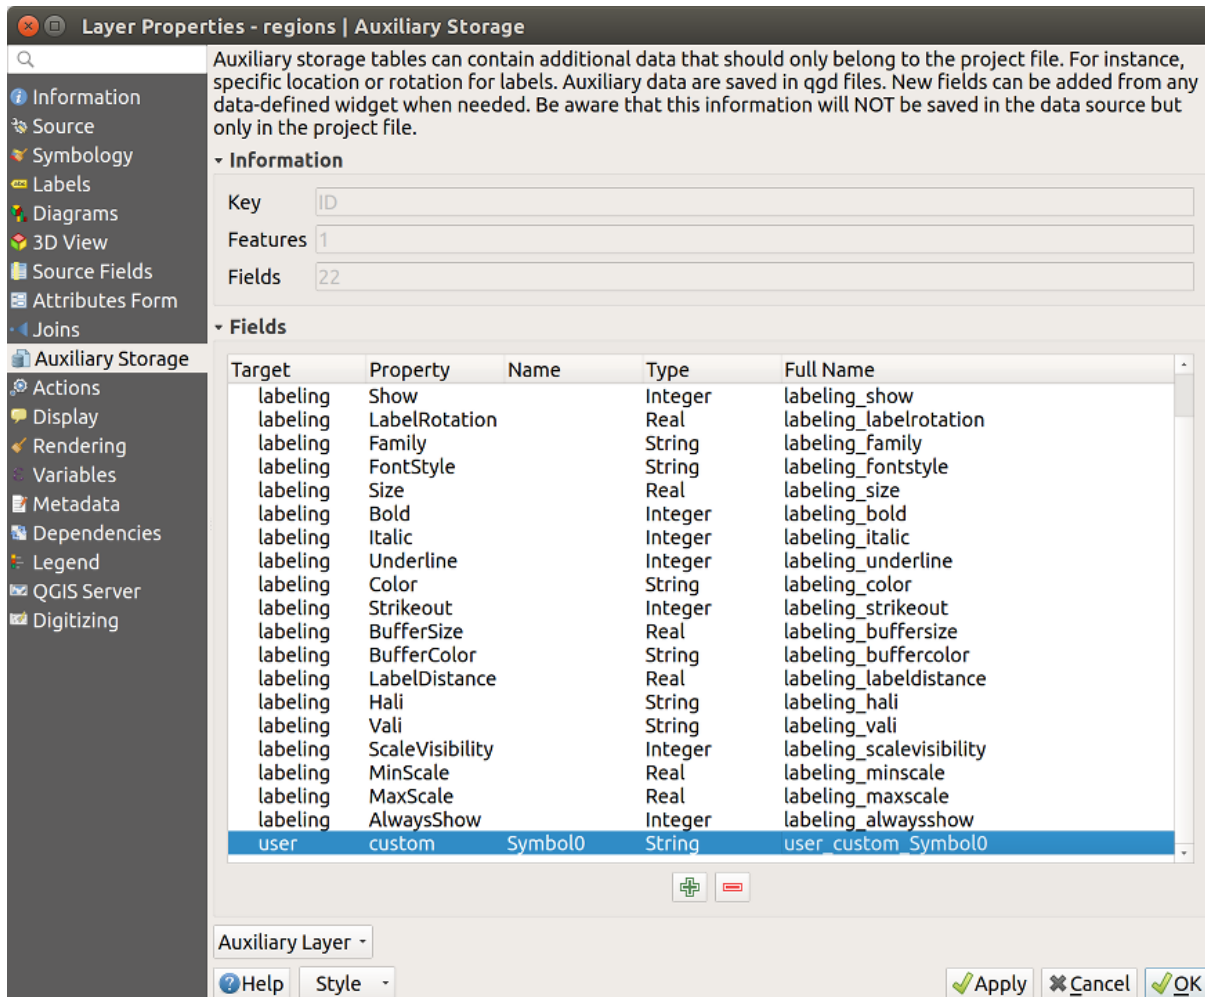 Layer Properties - regions | Auxiliary Storage
Information
Source
Symbology
Labels
Diagrams
3D View
Source Fields
Attributes Form
Joins
Auxiliary Storage
Actions
Display
Rendering
Variables
Metadata
Dependencies
Legend
QGIS Server
Digitizing
Auxiliary storage tables can contain additional data that should only belong to the project file. For instance,
specific location or rotation for labels. Auxiliary data are saved in qgd files. New fields can be added from any
data-defined widget when needed. Be aware that this information will NOT be saved in the data source but
only in the project file.
Information
Key ID
Features 1
Fields 22
Fields
Target Property Name Type Full Name
labeling Show Integer labeling_show
labeling LabelRotation Real labeling_labelrotation
labeling Family String labeling_family
labeling FontStyle String labeling_fontstyle
labeling Size Real labeling_size
labeling Bold Integer labeling_bold
labeling Italic Integer labeling_italic
labeling Underline Integer labeling_underline
labeling Color String labeling_color
labeling Strikeout Integer labeling_strikeout
labeling BufferSize Real labeling_buffersize
labeling BufferColor String labeling_buffercolor
labeling LabelDistance Real labeling_labeldistance
labeling Hali String labeling_hali
labeling Vali String labeling_vali
labeling ScaleVisibility Integer labeling_scalevisibility
labeling MinScale Real labeling_minscale
labeling MaxScale Real labeling_maxscale
labeling AlwaysShow Integer labeling_alwaysshow
user custom Symbol0 String user_custom_Symbol0
Auxiliary Layer
Help Style Apply Cancel OK